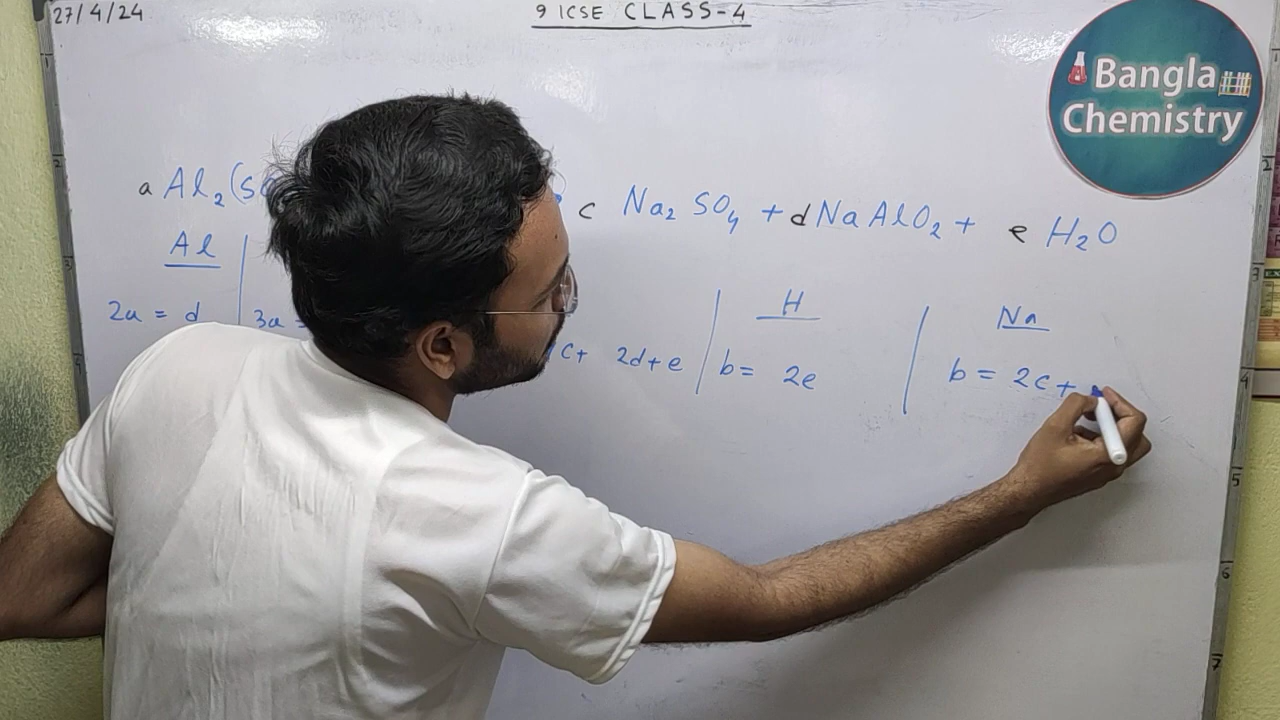 27/4/24
9 ICSE CLASS-4
Bangla
Chemistry
a Al₂(S c Na₂SO₄ + d NaAlO₂ + e H₂O
Al H Na
2a = d 3a = c+ 2d+e b= 2e b= 2c+